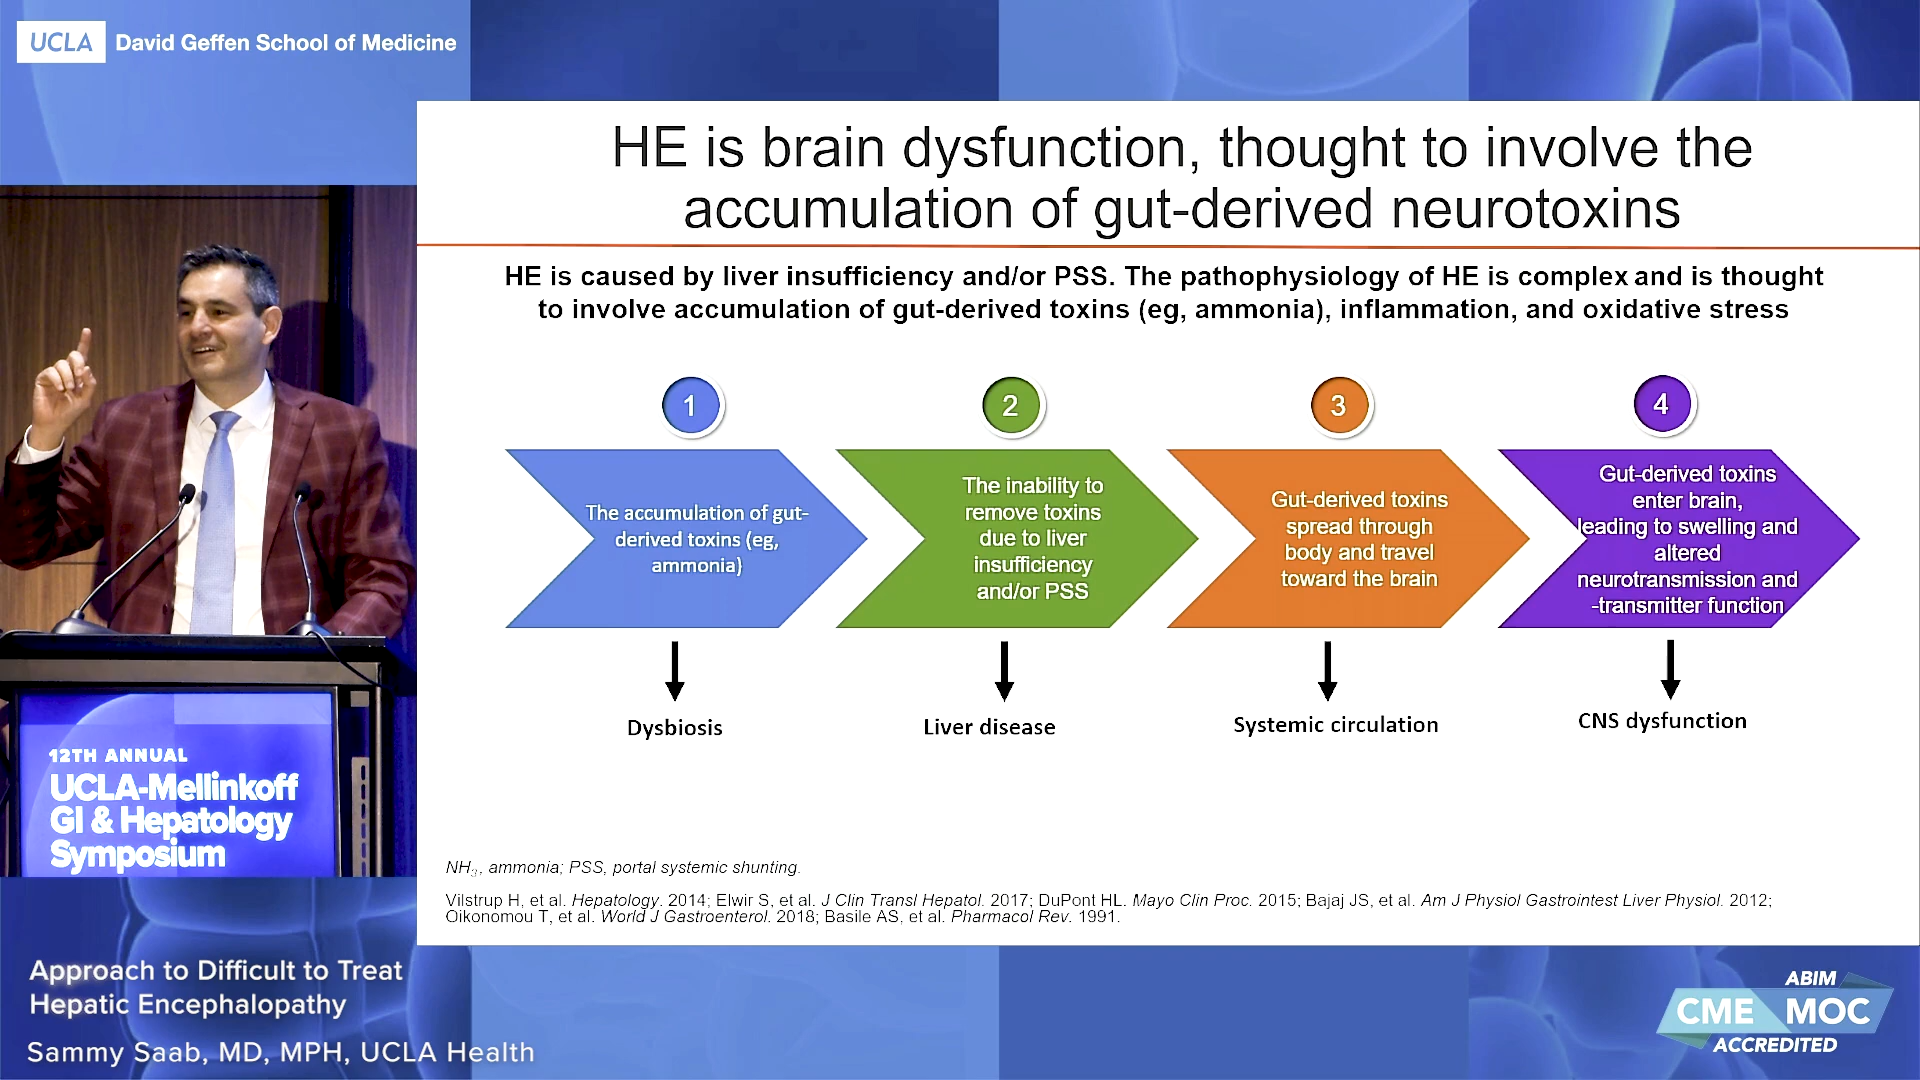 UCLA David Geffen School of Medicine
HE is brain dysfunction, thought to involve the
accumulation of gut-derived neurotoxins
HE is caused by liver insufficiency and/or PSS. The pathophysiology of HE is complex and is thought
to involve accumulation of gut-derived toxins (eg, ammonia), inflammation, and oxidative stress
1
The accumulation of gut-
derived toxins (eg,
ammonia)
Dysbiosis
2
The inability to
remove toxins
due to liver
insufficiency
and/or PSS
Liver disease
3
Gut-derived toxins
spread through
body and travel
toward the brain
Systemic circulation
4
Gut-derived toxins
enter brain,
leading to swelling and
altered
neurotransmission and
-transmitter function
CNS dysfunction
NH₃, ammonia; PSS, portal systemic shunting.
Vilstrup H, et al. Hepatology. 2014; Elwir S, et al. J Clin Transl Hepatol. 2017; DuPont HL. Mayo Clin Proc. 2015; Bajaj JS, et al. Am J Physiol Gastrointest Liver Physiol. 2012;
Oikonomou T, et al. World J Gastroenterol. 2018; Basile AS, et al. Pharmacol Rev. 1991.
12TH ANNUAL
UCLA-Mellinkoff
GI & Hepatology
Symposium
Approach to Difficult to Treat
Hepatic Encephalopathy
Sammy Saab, MD, MPH, UCLA Health
ABIM
CME MOC
ACCREDITED